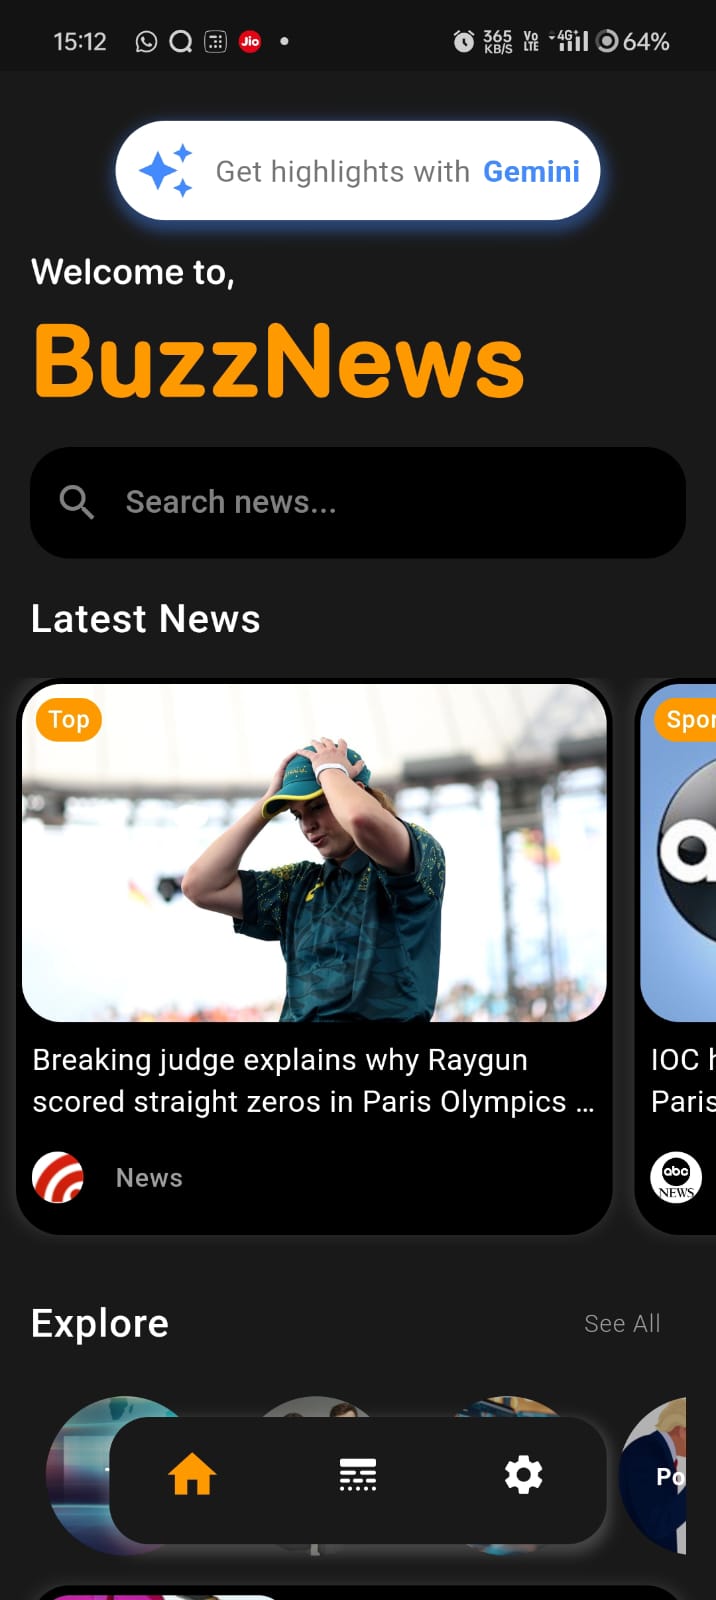 15:12
Jio
365
KB/S
Vo
LTE
4G+
64%
Get highlights with Gemini
Welcome to,
BuzzNews
Search news...
Latest News
Top
Spor
a
Breaking judge explains why Raygun
scored straight zeros in Paris Olympics ...
IOC h
Paris
News
abc
NEWS
Explore
See All
Po